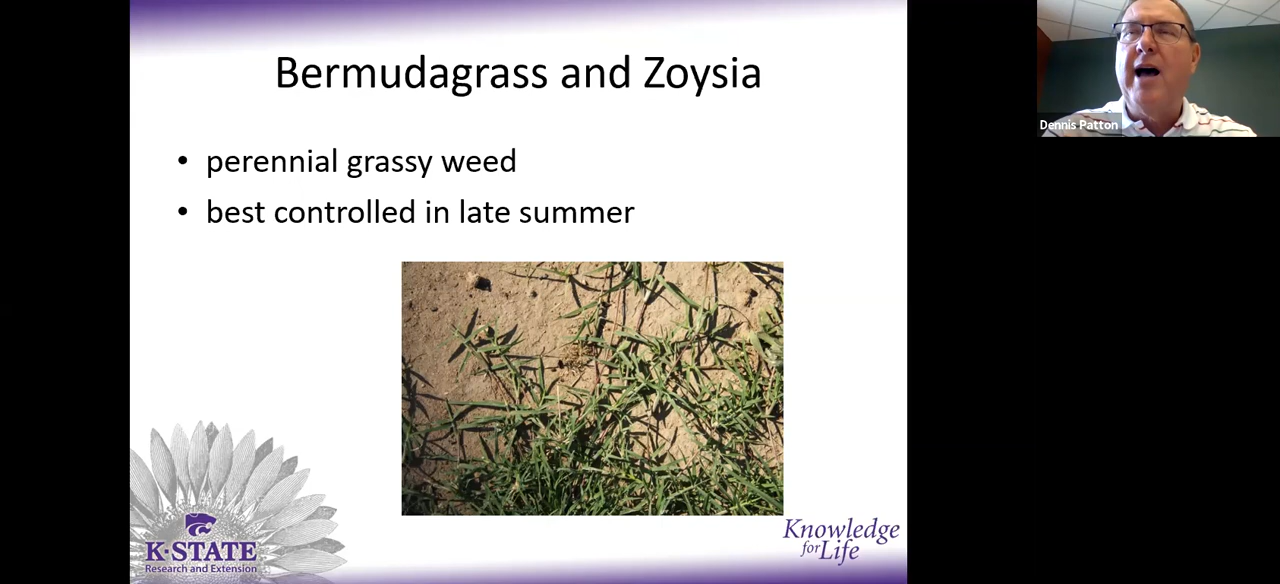 Bermudagrass and Zoysia
• perennial grassy weed
• best controlled in late summer
K-STATE
Research and Extension
Knowledge
for Life
Dennis Patton